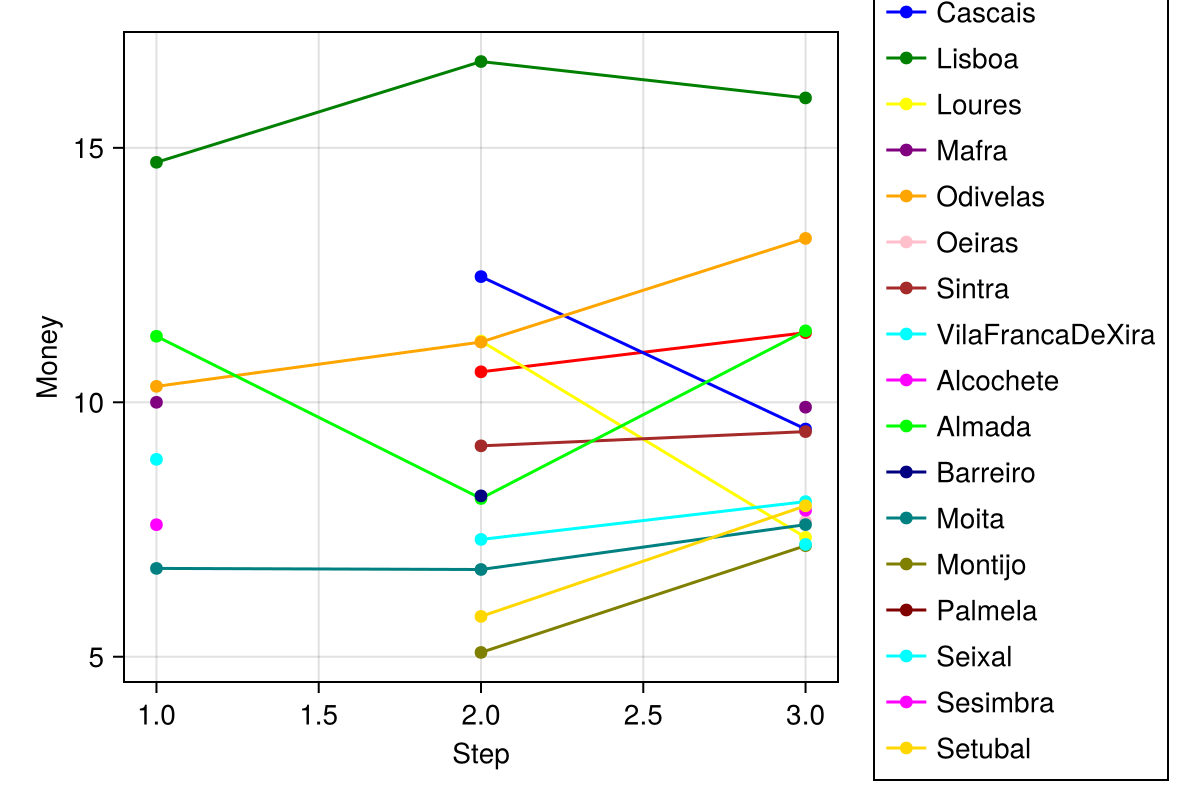 Cascais
Lisboa
Loures
Mafra
Odivelas
Oeiras
Sintra
VilaFrancaDeXira
Alcochete
Almada
Barreiro
Moita
Montijo
Palmela
Seixal
Sesimbra
Setubal
Money
15
10
5
1.0 1.5 2.0 2.5 3.0
Step